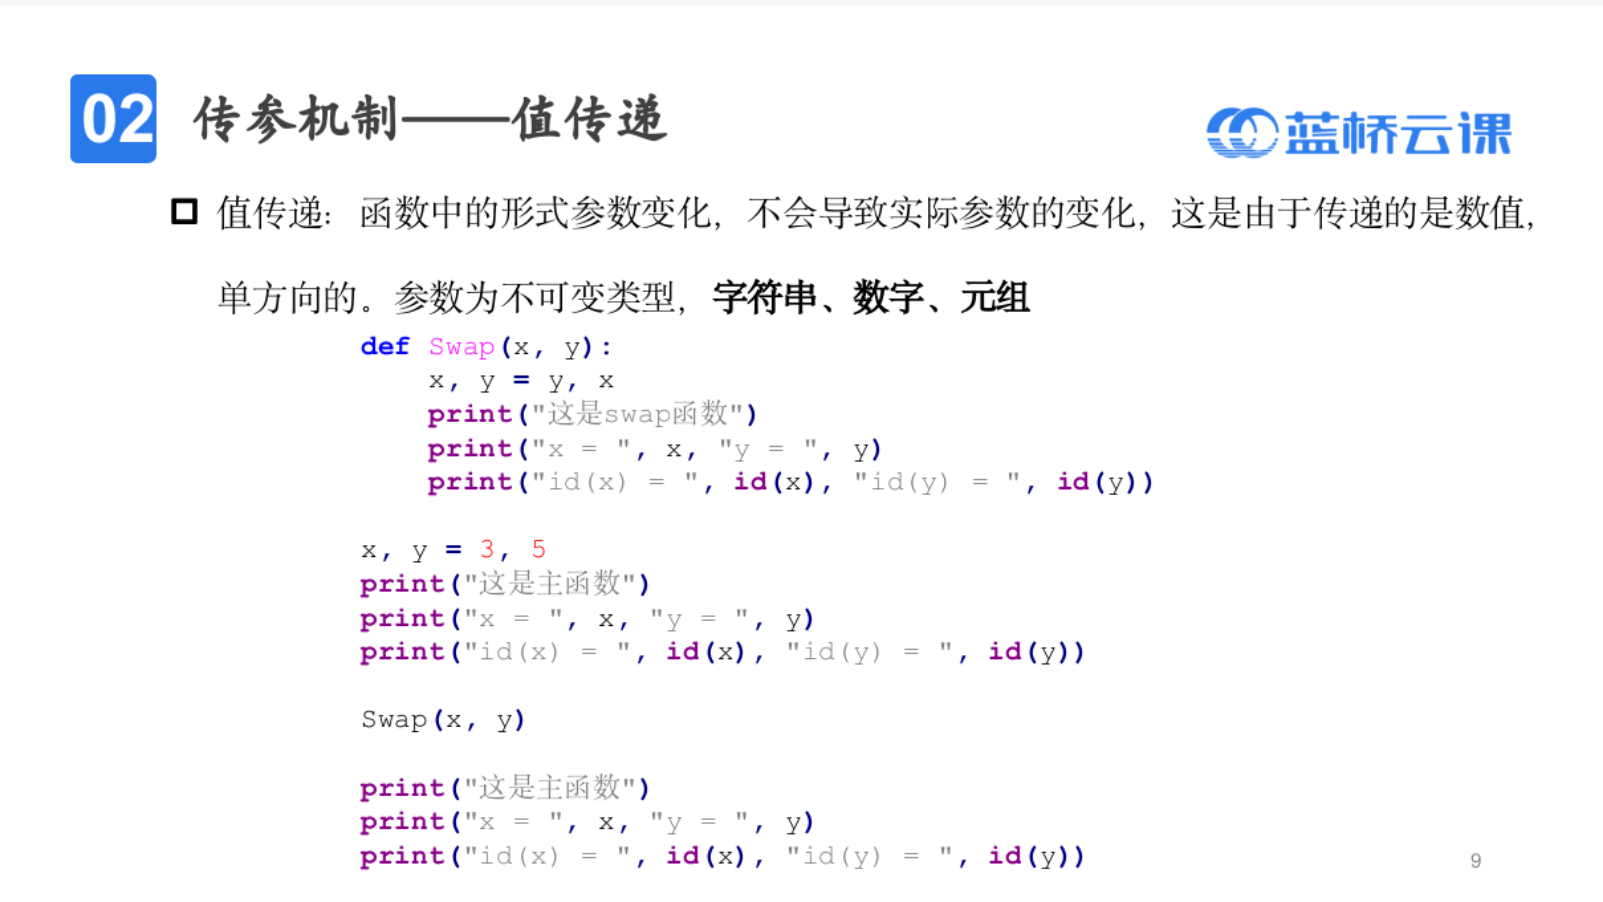 02 传参机制——值传递
蓝桥云课
值传递：函数中的形式参数变化，不会导致实际参数的变化，这是由于传递的是数值，
单方向的。参数为不可变类型，字符串、数字、元组
def Swap(x, y):
    x, y = y, x
    print("这是swap函数")
    print("x = ", x, "y = ", y)
    print("id(x) = ", id(x), "id(y) = ", id(y))
x, y = 3, 5
print("这是主函数")
print("x = ", x, "y = ", y)
print("id(x) = ", id(x), "id(y) = ", id(y))
Swap(x, y)
print("这是主函数")
print("x = ", x, "y = ", y)
print("id(x) = ", id(x), "id(y) = ", id(y))
9